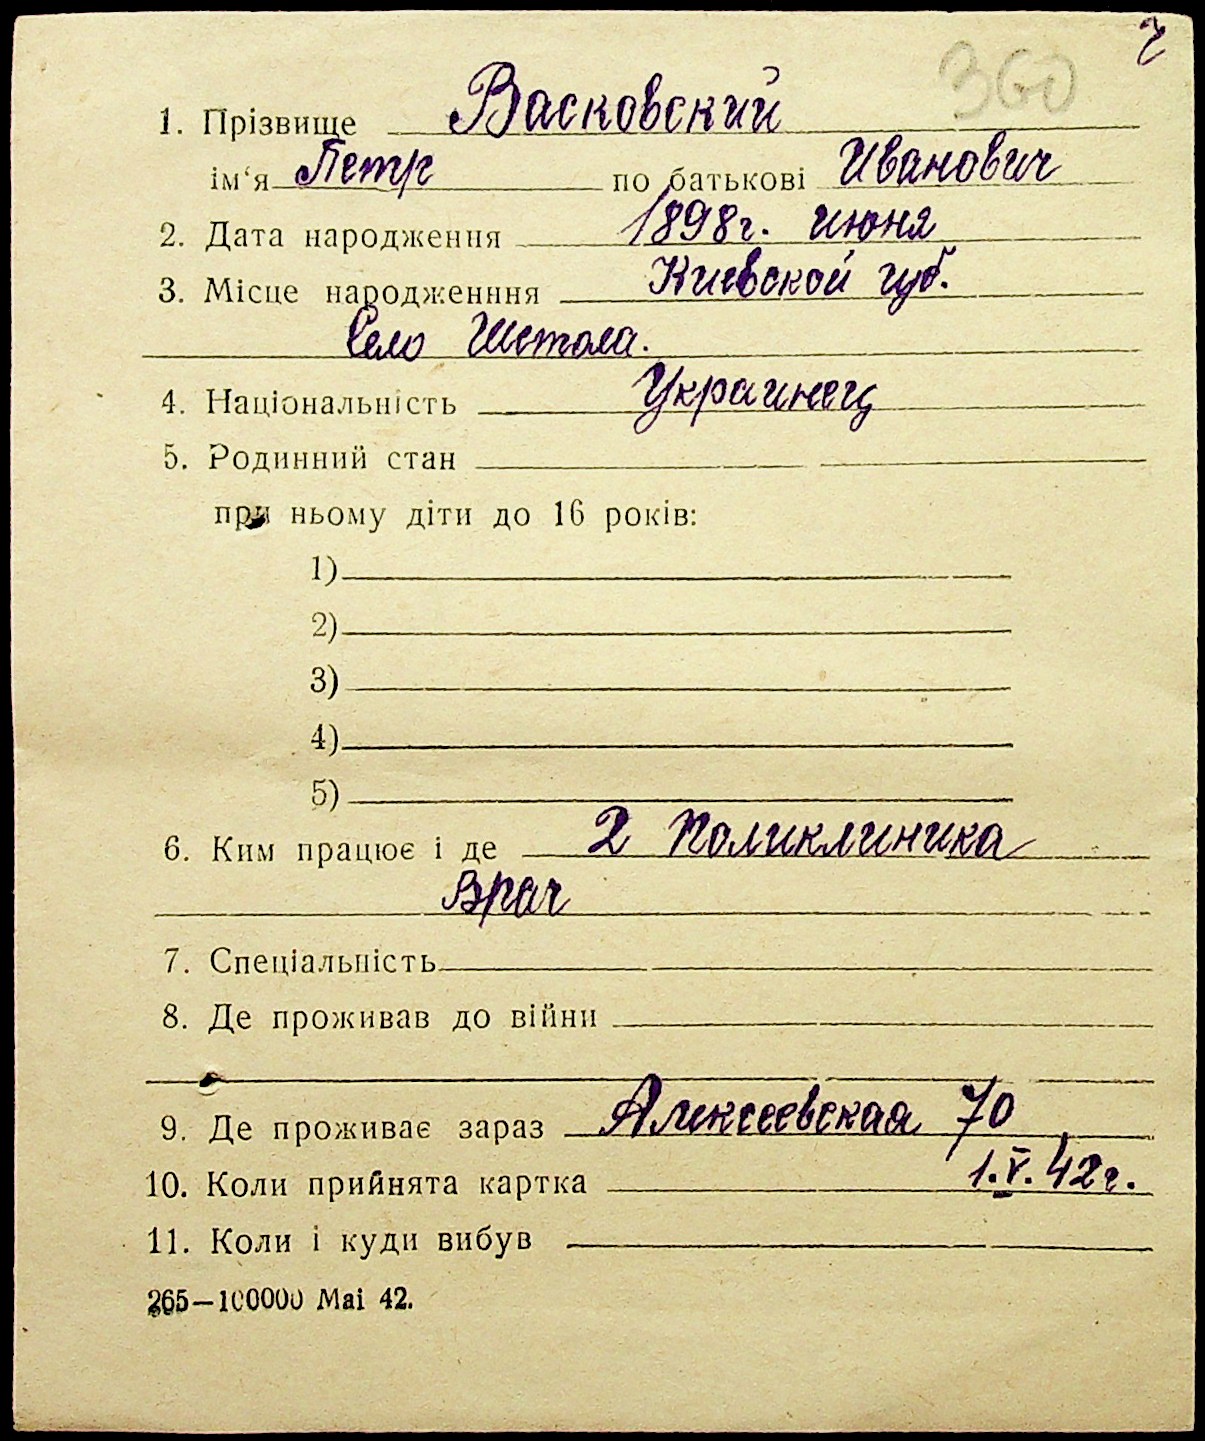 360
1. Прізвище Васковский
ім‘я Петр по батькові Иванович
2. Дата народження 1898г. июня
3. Місце народженння Киевской губ.
Село Шетола.
4. Національність Украинец
5. Родинний стан
при ньому діти до 16 років:
1)
2)
3)
4)
5)
6. Ким працює і де 2 Поликлиника
Врач
7. Спеціальність
8. Де проживав до війни
9. Де проживає зараз Алексеевская 70
10. Коли прийнята картка 1.V.42г.
11. Коли і куди вибув
265—100000 Mai 42.